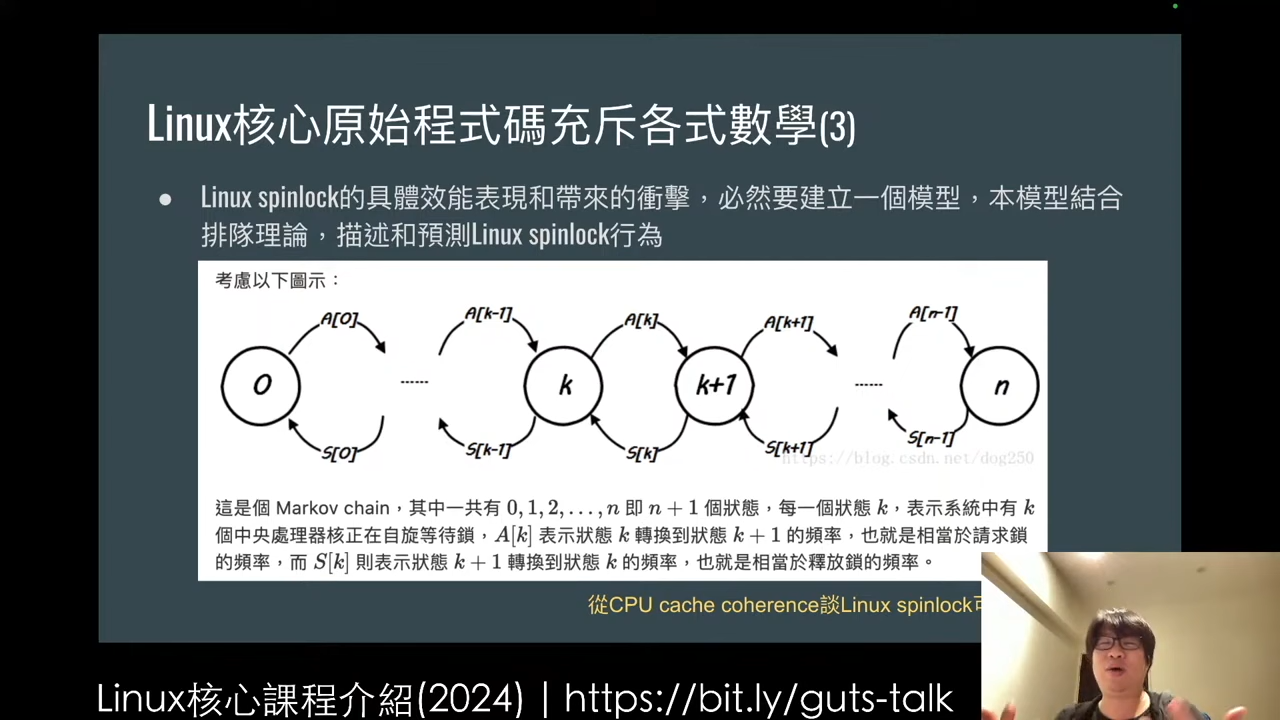 Linux核心原始程式碼充斥各式數學(3)
● Linux spinlock的具體效能表現和帶來的衝擊，必然要建立一個模型，本模型結合
排隊理論，描述和預測Linux spinlock行為
考慮以下圖示：
A[0] A[k-1] A[k] A[k+1] A[n-1]
0 ...... k k+1 ...... n
S[0] S[k-1] S[k] S[k+1] S[n-1]
https://blog.csdn.net/dog250
這是個 Markov chain，其中一共有 0, 1, 2, . . . , n 即 n + 1 個狀態，每一個狀態 k，表示系統中有 k
個中央處理器核正在自旋等待鎖，A[k] 表示狀態 k 轉換到狀態 k + 1 的頻率，也就是相當於請求鎖
的頻率，而 S[k] 則表示狀態 k + 1 轉換到狀態 k 的頻率，也就是相當於釋放鎖的頻率。
從CPU cache coherence談Linux spinlock
Linux核心課程介紹(2024) | https://bit.ly/guts-talk